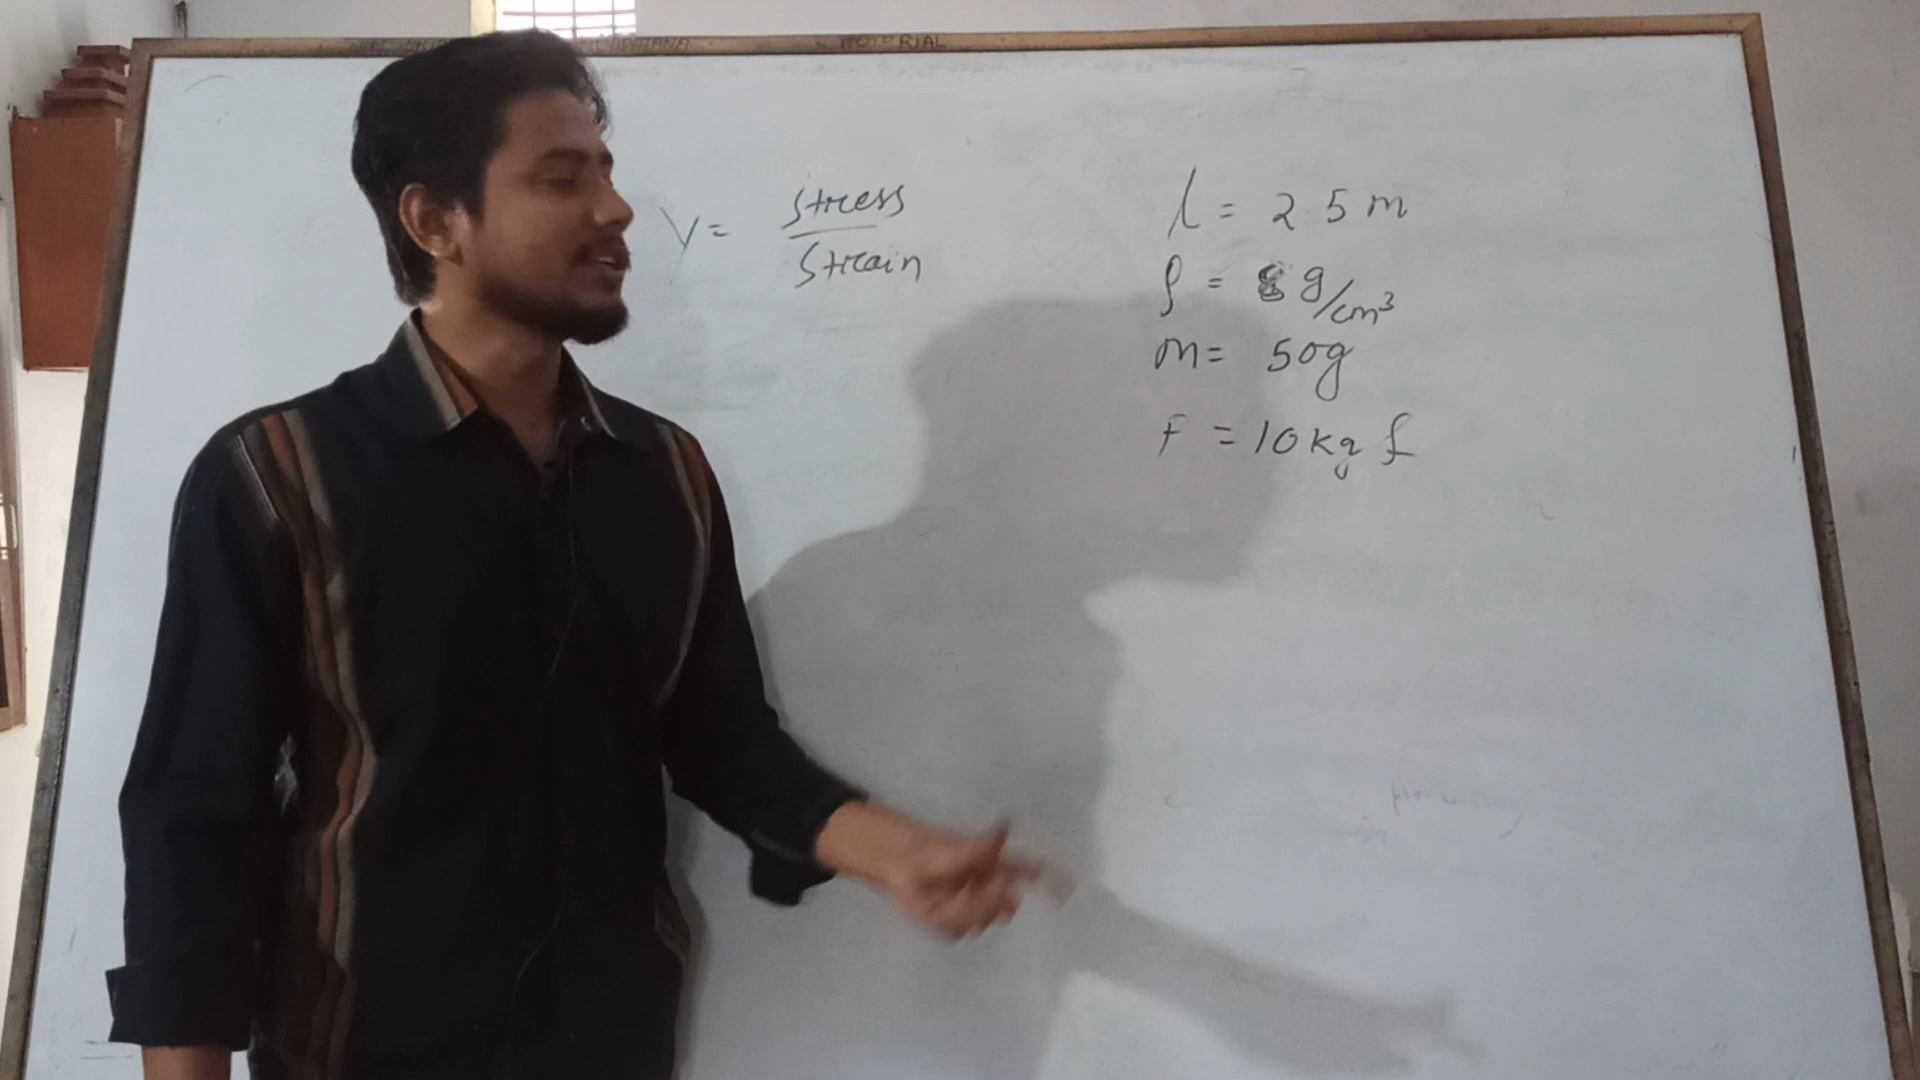 Y = Stress
Strain
l = 2.5 m
ρ = 8 g/cm³
m = 50g
F = 10 kg f